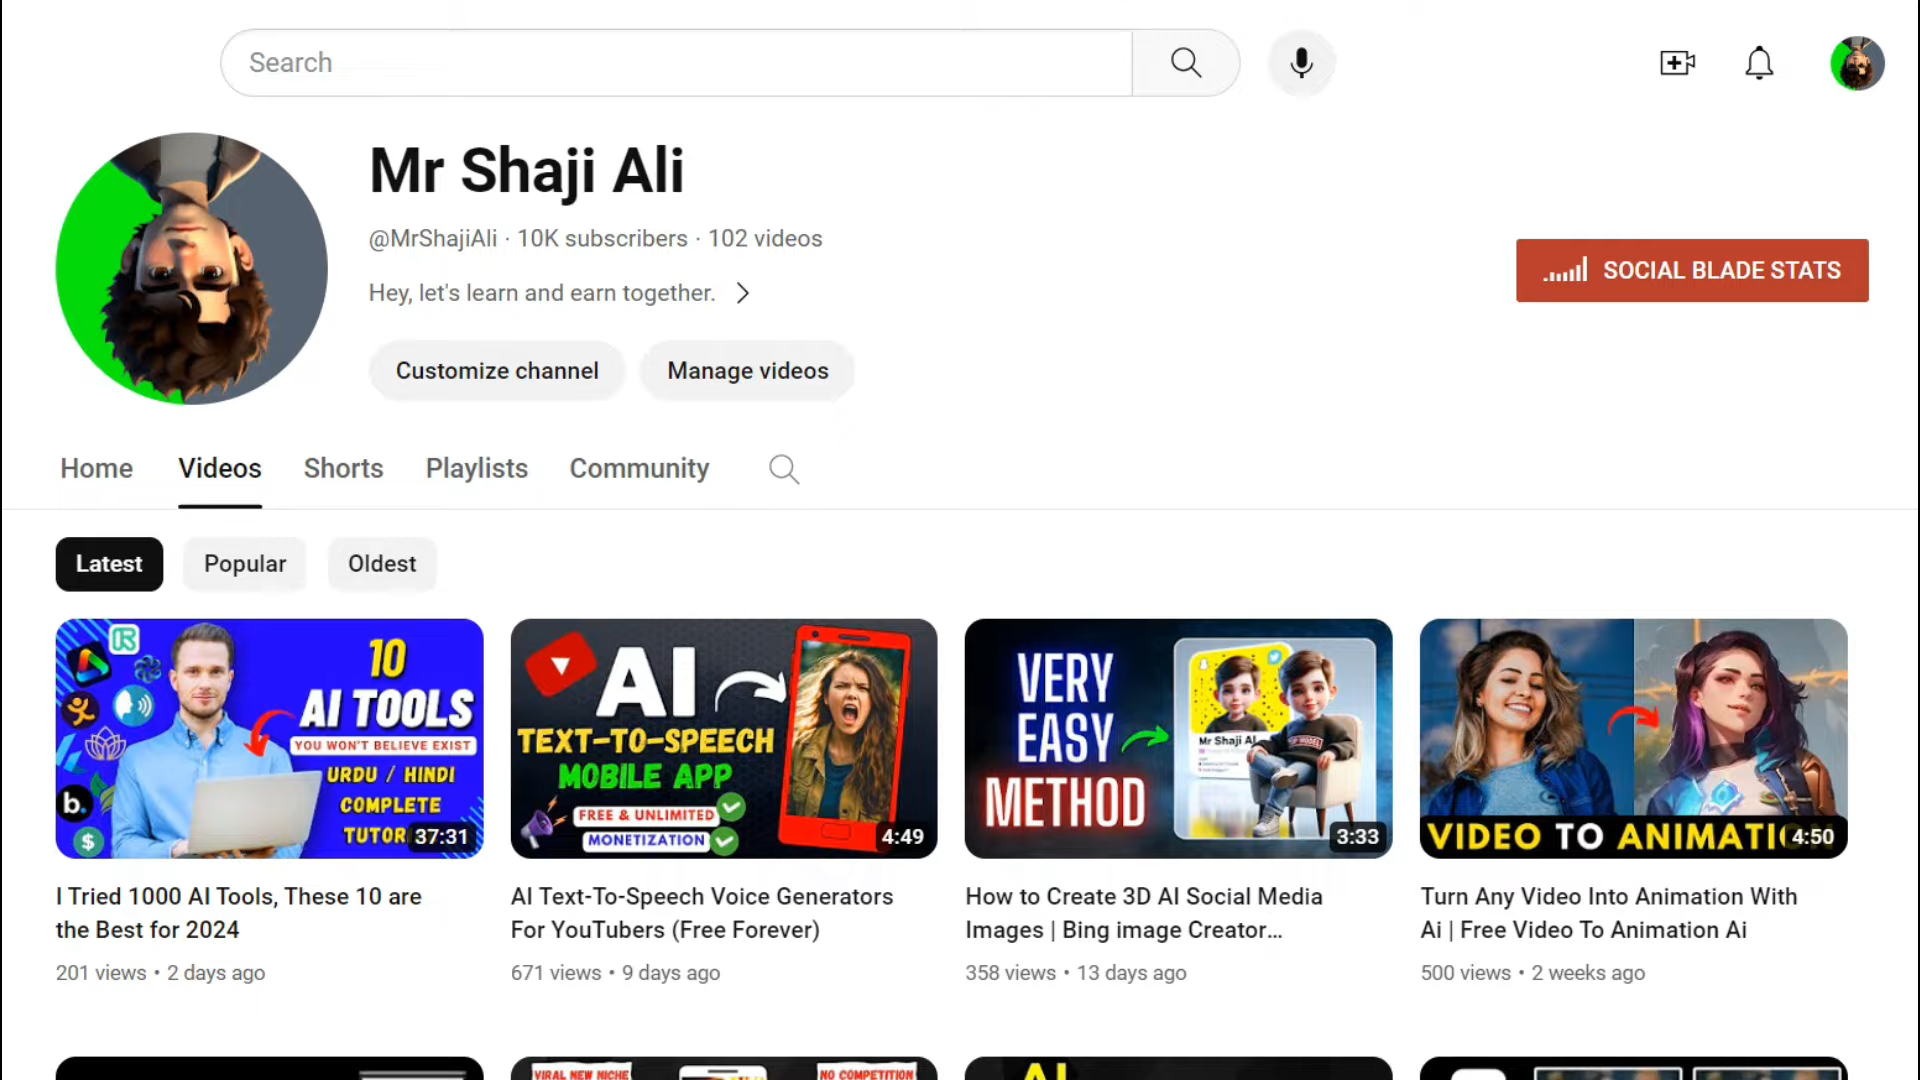 Search
Mr Shaji Ali
@MrShajiAli · 10K subscribers · 102 videos
Hey, let's learn and earn together.
SOCIAL BLADE STATS
Customize channel
Manage videos
Home
Videos
Shorts
Playlists
Community
Latest
Popular
Oldest
10
AI TOOLS
YOU WON'T BELIEVE EXIST
URDU / HINDI
COMPLETE
TUTOR
b.
$
37:31
AI
TEXT-TO-SPEECH
MOBILE APP
FREE & UNLIMITED
MONETIZATION
4:49
VERY
EASY
METHOD
Mr Shaji Al
TOP MODEL
3:33
VIDEO TO ANIMATI
4:50
I Tried 1000 AI Tools, These 10 are
the Best for 2024
201 views • 2 days ago
AI Text-To-Speech Voice Generators
For YouTubers (Free Forever)
671 views • 9 days ago
How to Create 3D AI Social Media
Images | Bing image Creator...
358 views • 13 days ago
Turn Any Video Into Animation With
Ai | Free Video To Animation Ai
500 views • 2 weeks ago
VIRAL NEW NICHE
NO COMPETITION
AI